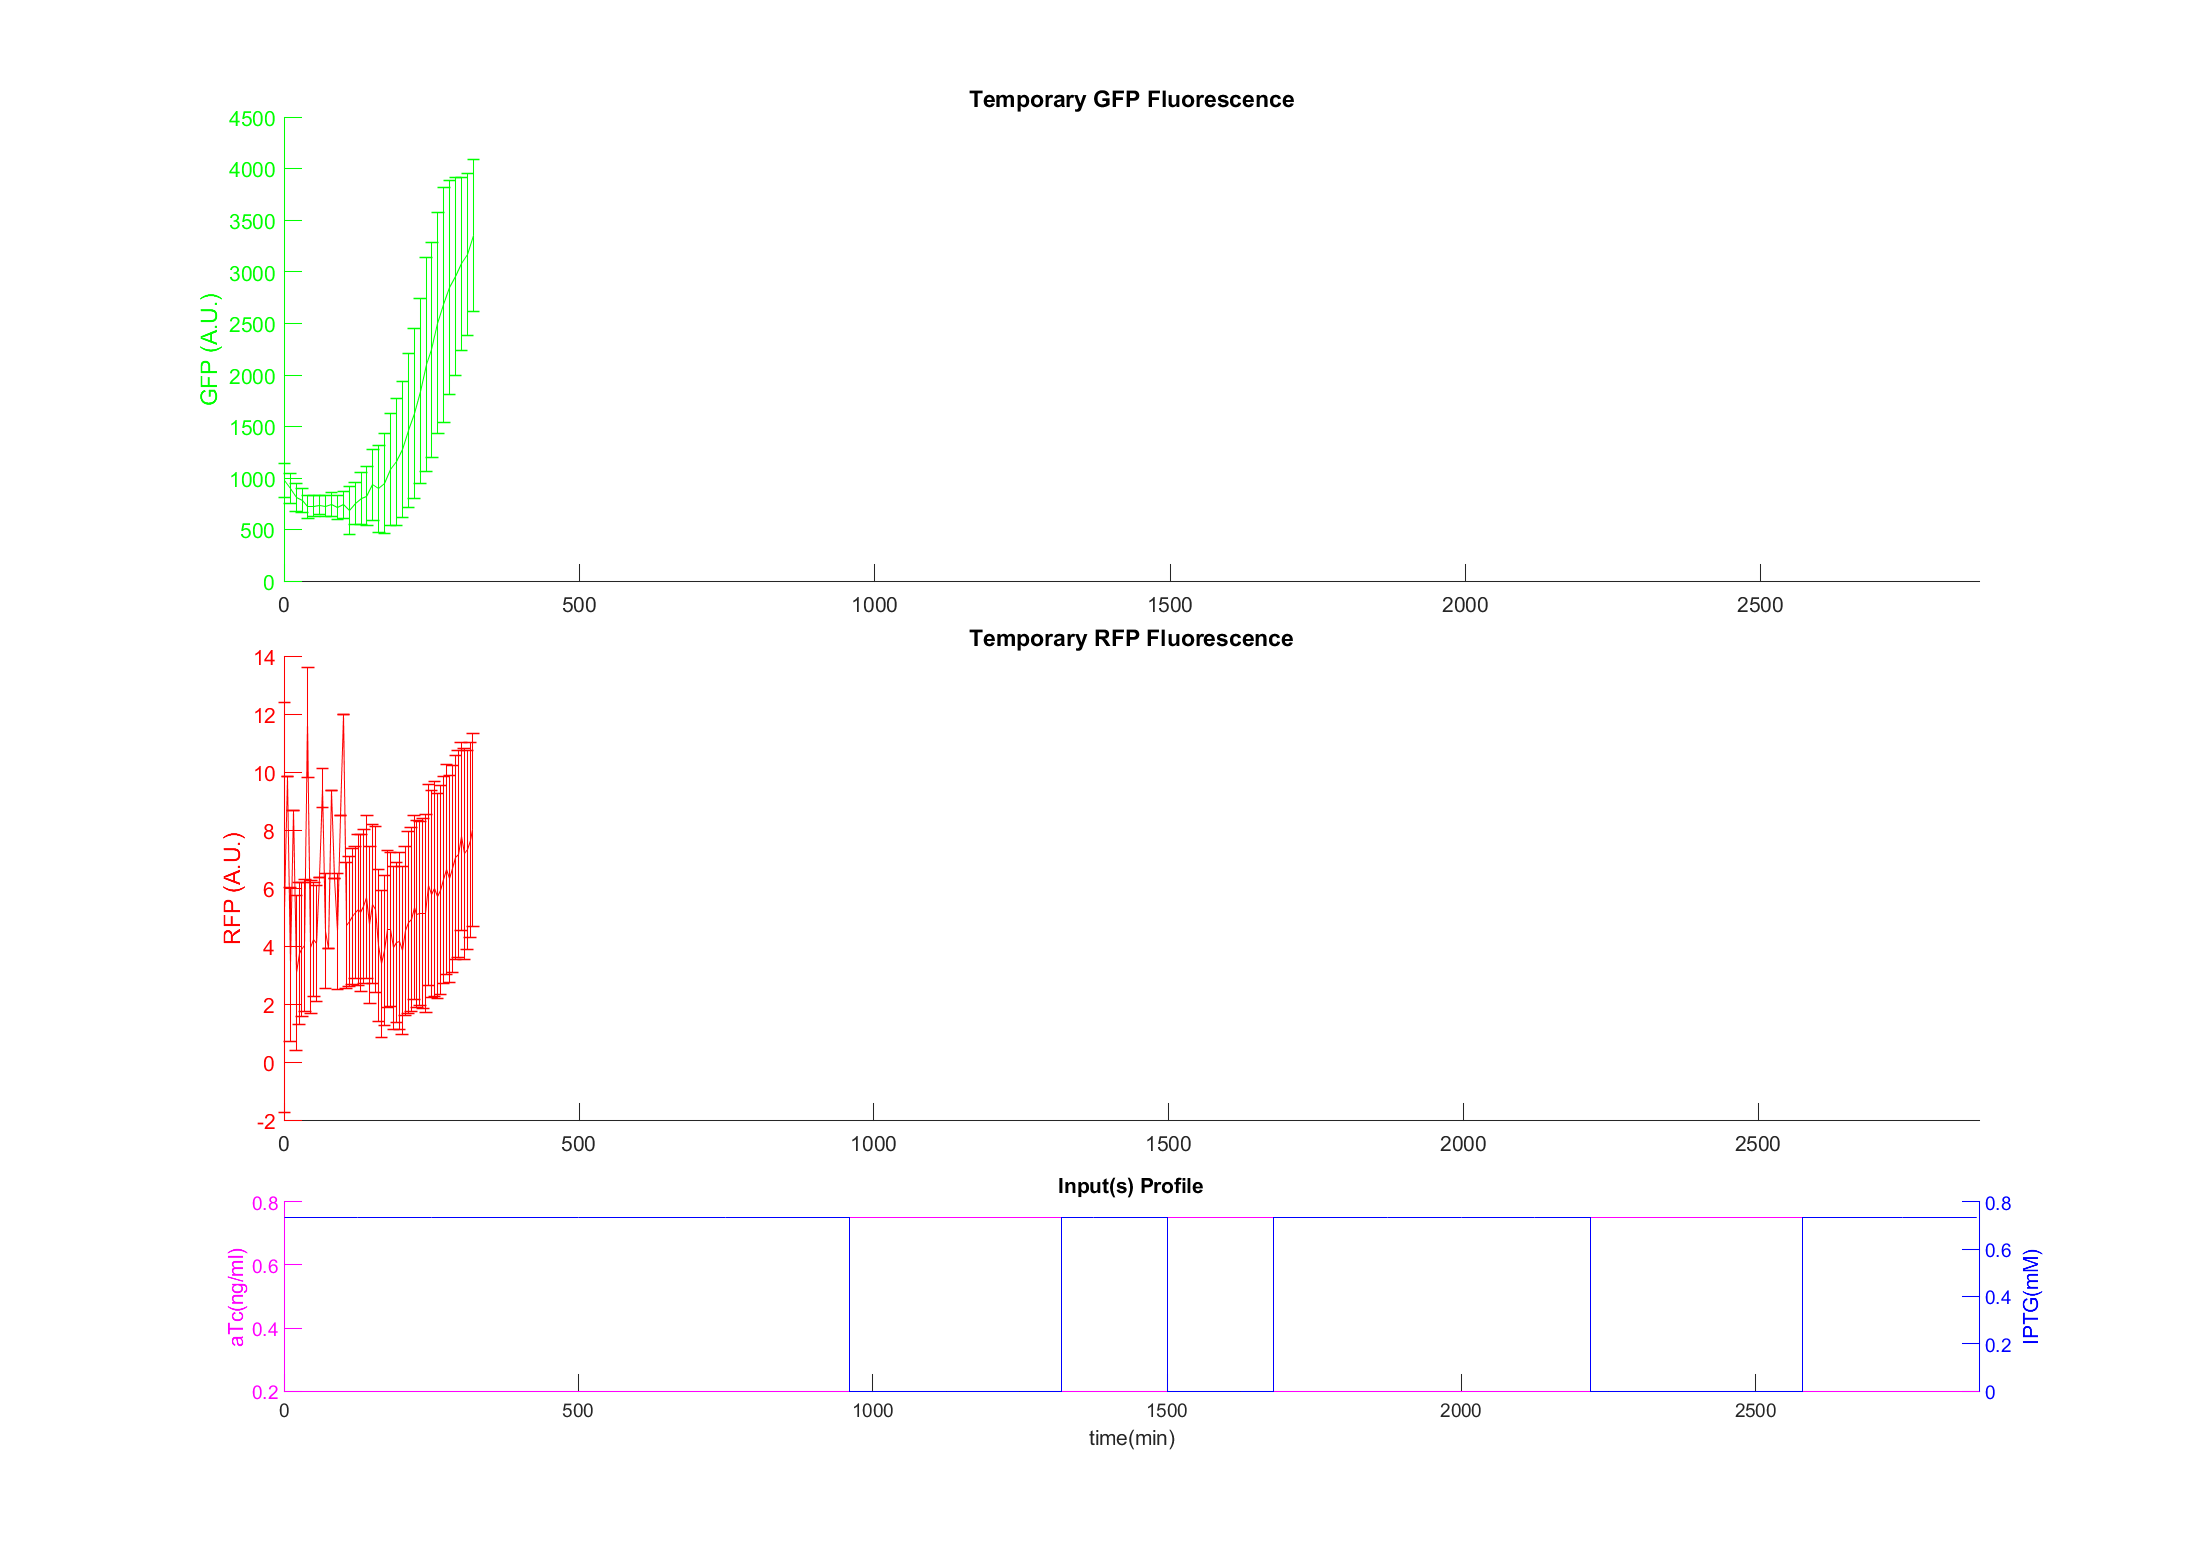 Temporary GFP Fluorescence
4500
4000
3500
3000
2500
2000
1500
1000
500
0
GFP (A.U.)
0 500 1000 1500 2000 2500
Temporary RFP Fluorescence
14
12
10
8
6
4
2
0
-2
RFP (A.U.)
0 500 1000 1500 2000 2500
Input(s) Profile
0.8
0.6
0.4
0.2
aTc(ng/ml)
0.8
0.6
0.4
0.2
0
IPTG(mM)
0 500 1000 1500 2000 2500
time(min)